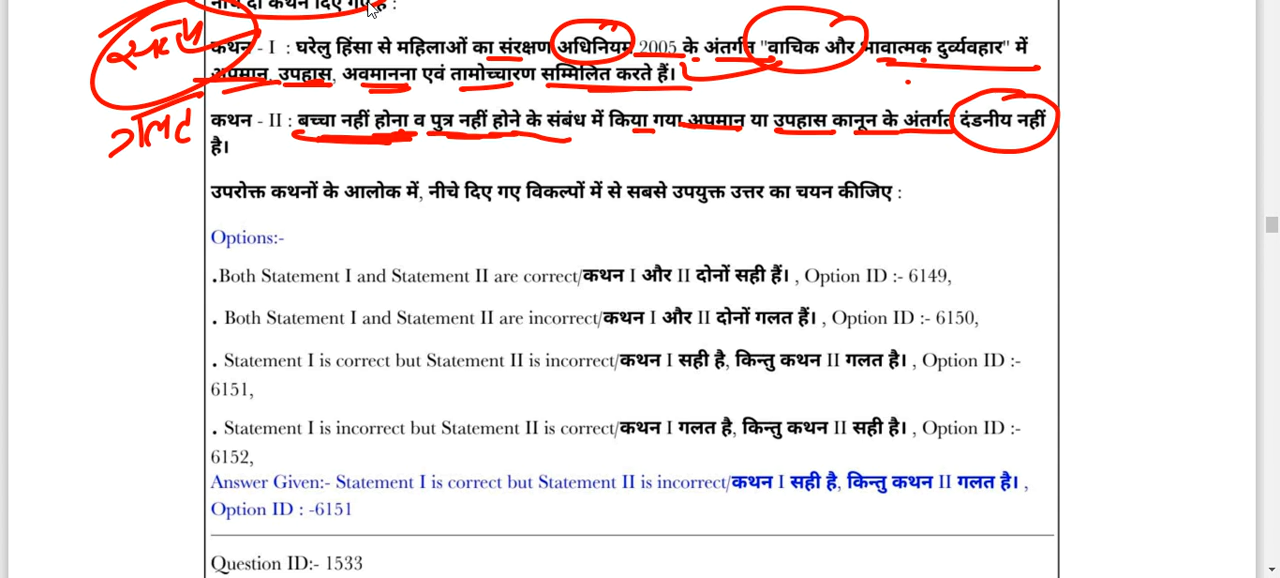 नीचे दो कथन दिए गए हैं :
कथन - I : घरेलु हिंसा से महिलाओं का संरक्षण अधिनियम 2005 के अंतर्गत "वाचिक और भावात्मक दुर्व्यवहार" में
अपमान, उपहास, अवमानना एवं तामोच्चारण सम्मिलित करते हैं।
गलत
कथन - II : बच्चा नहीं होना व पुत्र नहीं होने के संबंध में किया गया अपमान या उपहास कानून के अंतर्गत दंडनीय नहीं
है।
उपरोक्त कथनों के आलोक में, नीचे दिए गए विकल्पों में से सबसे उपयुक्त उत्तर का चयन कीजिए :
Options:-
.Both Statement I and Statement II are correct/कथन I और II दोनों सही हैं। , Option ID :- 6149,
. Both Statement I and Statement II are incorrect/कथन I और II दोनों गलत हैं। , Option ID :- 6150,
. Statement I is correct but Statement II is incorrect/कथन I सही है, किन्तु कथन II गलत है। , Option ID :-
6151,
. Statement I is incorrect but Statement II is correct/कथन I गलत है, किन्तु कथन II सही है। , Option ID :-
6152,
Answer Given:- Statement I is correct but Statement II is incorrect/कथन I सही है, किन्तु कथन II गलत है। ,
Option ID : -6151
Question ID:- 1533